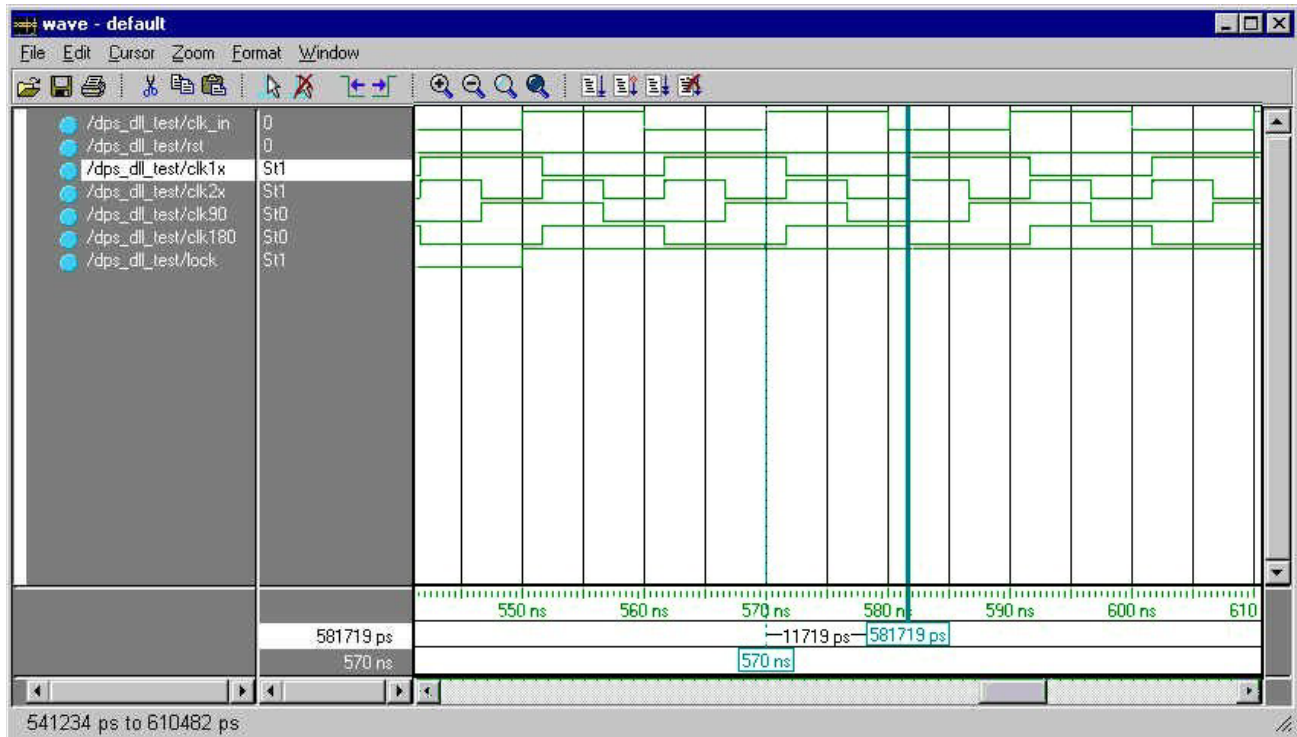 wave - default
File Edit Cursor Zoom Format Window
/dps_dll_test/clk_in 0
/dps_dll_test/rst 0
/dps_dll_test/clk1x St1
/dps_dll_test/clk2x St1
/dps_dll_test/clk90 St0
/dps_dll_test/clk180 St0
/dps_dll_test/lock St1
550 ns 560 ns 570 ns 580 n 590 ns 600 ns 610
581719 ps 11719 ps 581719 ps
570 ns 570 ns
541234 ps to 610482 ps